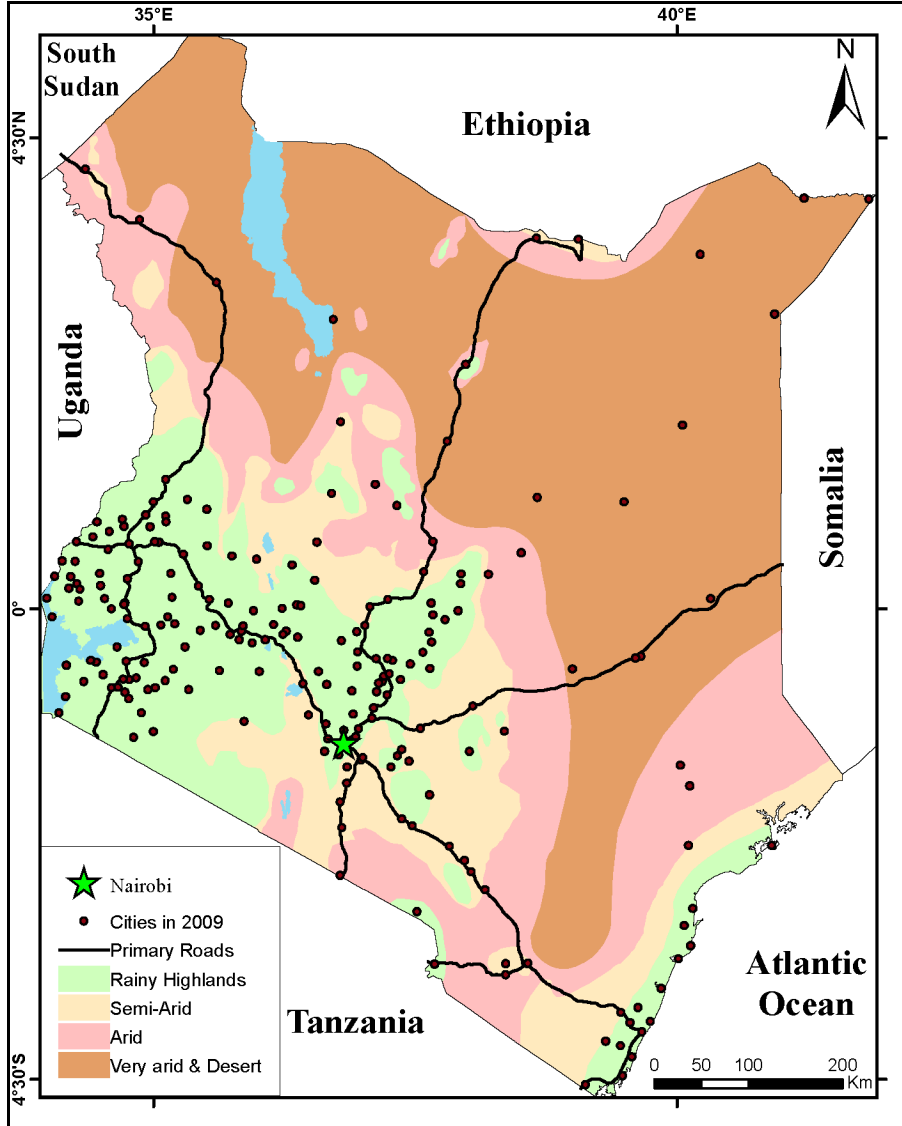 35°E
40°E
South
Sudan
N
Ethiopia
4°30'N
Uganda
Somalia
0°
Nairobi
Cities in 2009
Primary Roads
Rainy Highlands
Semi-Arid
Arid
Very arid & Desert
Tanzania
Atlantic
Ocean
0 50 100 200
Km
4°30'S